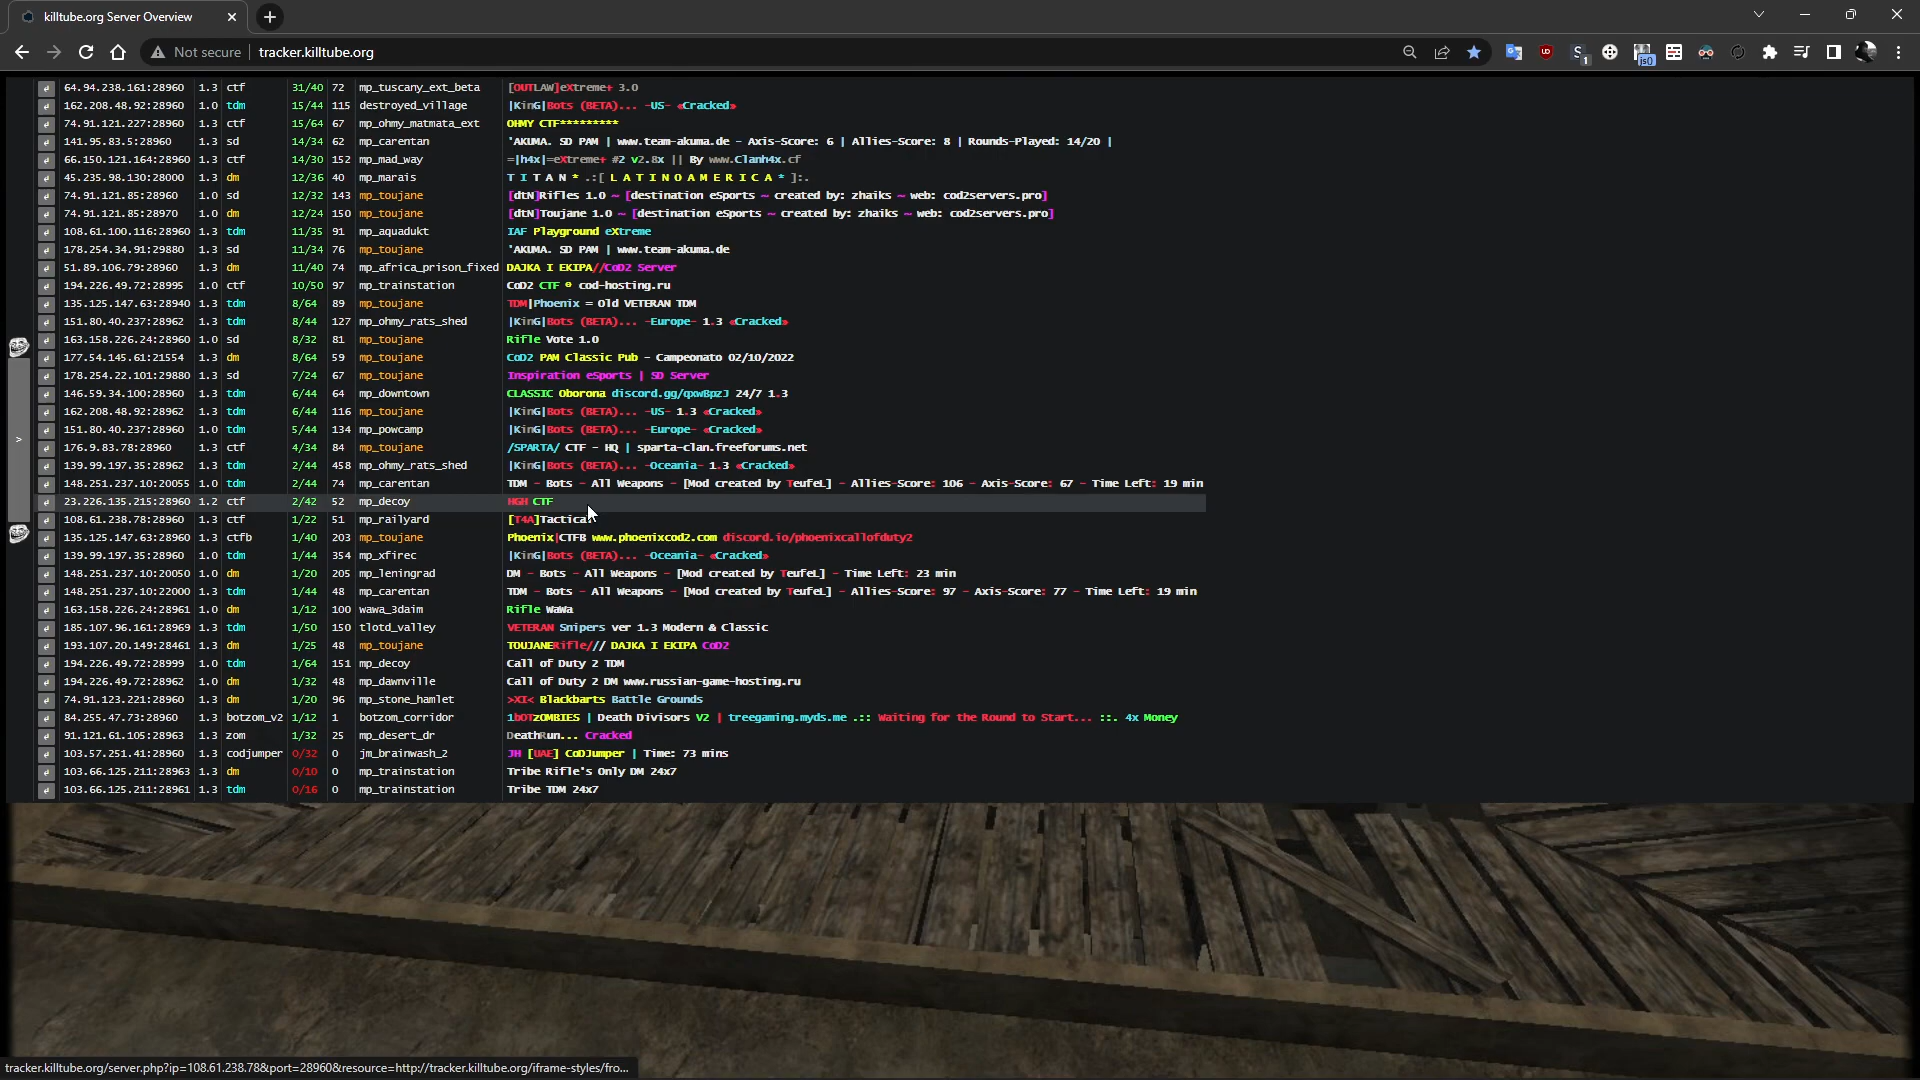 killtube.org Server Overview
Not secure tracker.killtube.org
64.94.238.161:28960 1.3 ctf 31/40 72 mp_tuscany_ext_beta [OUTLAW]eXtreme+ 3.0
162.208.48.92:28960 1.0 tdm 15/44 115 destroyed_village |KinG|Bots (BETA)... -US- «Cracked»
74.91.121.227:28960 1.3 ctf 15/64 67 mp_ohmy_matmata_ext OHMY CTF*********
141.95.83.5:28960 1.3 sd 14/34 62 mp_carentan 'AKUMA. SD PAM | www.team-akuma.de - Axis-Score: 6 | Allies-Score: 8 | Rounds-Played: 14/20 |
66.150.121.164:28960 1.3 ctf 14/30 152 mp_mad_way =|h4x|=eXtreme+ #2 v2.8x || By www.Clanh4x.cf
45.235.98.130:28000 1.3 dm 12/36 40 mp_marais T I T A N * .:[ L A T I N O A M E R I C A * ]:.
74.91.121.85:28960 1.0 sd 12/32 143 mp_toujane [dtN]Rifles 1.0 ~ [destination eSports ~ created by: zhaiks ~ web: cod2servers.pro]
74.91.121.85:28970 1.0 dm 12/24 150 mp_toujane [dtN]Toujane 1.0 ~ [destination eSports ~ created by: zhaiks ~ web: cod2servers.pro]
108.61.100.116:28960 1.3 tdm 11/35 91 mp_aquadukt IAF Playground eXtreme
178.254.34.91:29880 1.3 sd 11/34 76 mp_toujane 'AKUMA. SD PAM | www.team-akuma.de
51.89.106.79:28960 1.3 dm 11/40 74 mp_africa_prison_fixed DAJKA I EKIPA//CoD2 Server
194.226.49.72:28995 1.0 ctf 10/50 97 mp_trainstation CoD2 CTF cod-hosting.ru
135.125.147.63:28940 1.3 tdm 8/64 89 mp_toujane TDM|Phoenix = Old VETERAN TDM
151.80.40.237:28962 1.3 tdm 8/44 127 mp_ohmy_rats_shed |KinG|Bots (BETA)... -Europe- 1.3 «Cracked»
163.158.226.24:28960 1.0 sd 8/32 81 mp_toujane Rifle Vote 1.0
177.54.145.61:21554 1.3 dm 8/64 59 mp_toujane CoD2 PAM Classic Pub - Campeonato 02/10/2022
178.254.22.101:29880 1.3 sd 7/24 67 mp_toujane Inspiration eSports | SD Server
146.59.34.100:28960 1.3 tdm 6/44 64 mp_downtown CLASSIC Oborona discord.gg/qxwBpzJ 24/7 1.3
162.208.48.92:28962 1.3 tdm 6/44 116 mp_toujane |KinG|Bots (BETA)... -US- 1.3 «Cracked»
151.80.40.237:28960 1.0 tdm 5/44 134 mp_powcamp |KinG|Bots (BETA)... -Europe- «Cracked»
176.9.83.78:28960 1.3 ctf 4/34 84 mp_toujane /SPARTA/ CTF - HQ | sparta-clan.freeforums.net
139.99.197.35:28962 1.3 tdm 2/44 458 mp_ohmy_rats_shed |KinG|Bots (BETA)... -Oceania- 1.3 «Cracked»
148.251.237.10:20055 1.0 tdm 2/44 74 mp_carentan TDM - Bots - All Weapons - [Mod created by TeufeL] - Allies-Score: 106 - Axis-Score: 67 - Time Left: 19 min
23.226.135.215:28960 1.2 ctf 2/42 52 mp_decoy HGH CTF
108.61.238.78:28960 1.3 ctf 1/22 51 mp_railyard [T4A]Tactical
135.125.147.63:28960 1.3 ctfb 1/40 203 mp_toujane Phoenix|CTFB www.phoenixcod2.com discord.io/phoenixcallofduty2
139.99.197.35:28960 1.0 tdm 1/44 354 mp_xfirec |KinG|Bots (BETA)... -Oceania- «Cracked»
148.251.237.10:20050 1.0 dm 1/20 205 mp_leningrad DM - Bots - All Weapons - [Mod created by TeufeL] - Time Left: 23 min
148.251.237.10:22000 1.3 tdm 1/44 48 mp_carentan TDM - Bots - All Weapons - [Mod created by TeufeL] - Allies-Score: 97 - Axis-Score: 77 - Time Left: 19 min
163.158.226.24:28961 1.0 dm 1/12 100 wawa_3daim Rifle WaWa
185.107.96.161:28969 1.3 tdm 1/50 150 tlotd_valley VETERAN Snipers ver 1.3 Modern & Classic
193.107.20.149:28461 1.3 dm 1/25 48 mp_toujane TOUJANERifle/// DAJKA I EKIPA CoD2
194.226.49.72:28999 1.0 tdm 1/64 151 mp_decoy Call of Duty 2 TDM
194.226.49.72:28962 1.0 dm 1/32 48 mp_dawnville Call of Duty 2 DM www.russian-game-hosting.ru
74.91.123.221:28960 1.3 dm 1/20 96 mp_stone_hamlet >XI< Blackbarts Battle Grounds
84.255.47.73:28960 1.3 botzom_v2 1/12 1 botzom_corridor 1bOTzOMBIES | Death Divisors V2 | treegaming.myds.me .:: Waiting for the Round to Start... ::. 4x Money
91.121.61.105:28963 1.3 zom 1/32 25 mp_desert_dr DeathRun... Cracked
103.57.251.41:28960 1.3 codjumper 0/32 0 jm_brainwash_2 JH [UAE] CoDJumper | Time: 73 mins
103.66.125.211:28963 1.3 dm 0/10 0 mp_trainstation Tribe Rifle's Only DM 24x7
103.66.125.211:28961 1.3 tdm 0/16 0 mp_trainstation Tribe TDM 24x7
tracker.killtube.org/server.php?ip=108.61.238.78&port=28960&resource=http://tracker.killtube.org/iframe-styles/fro...